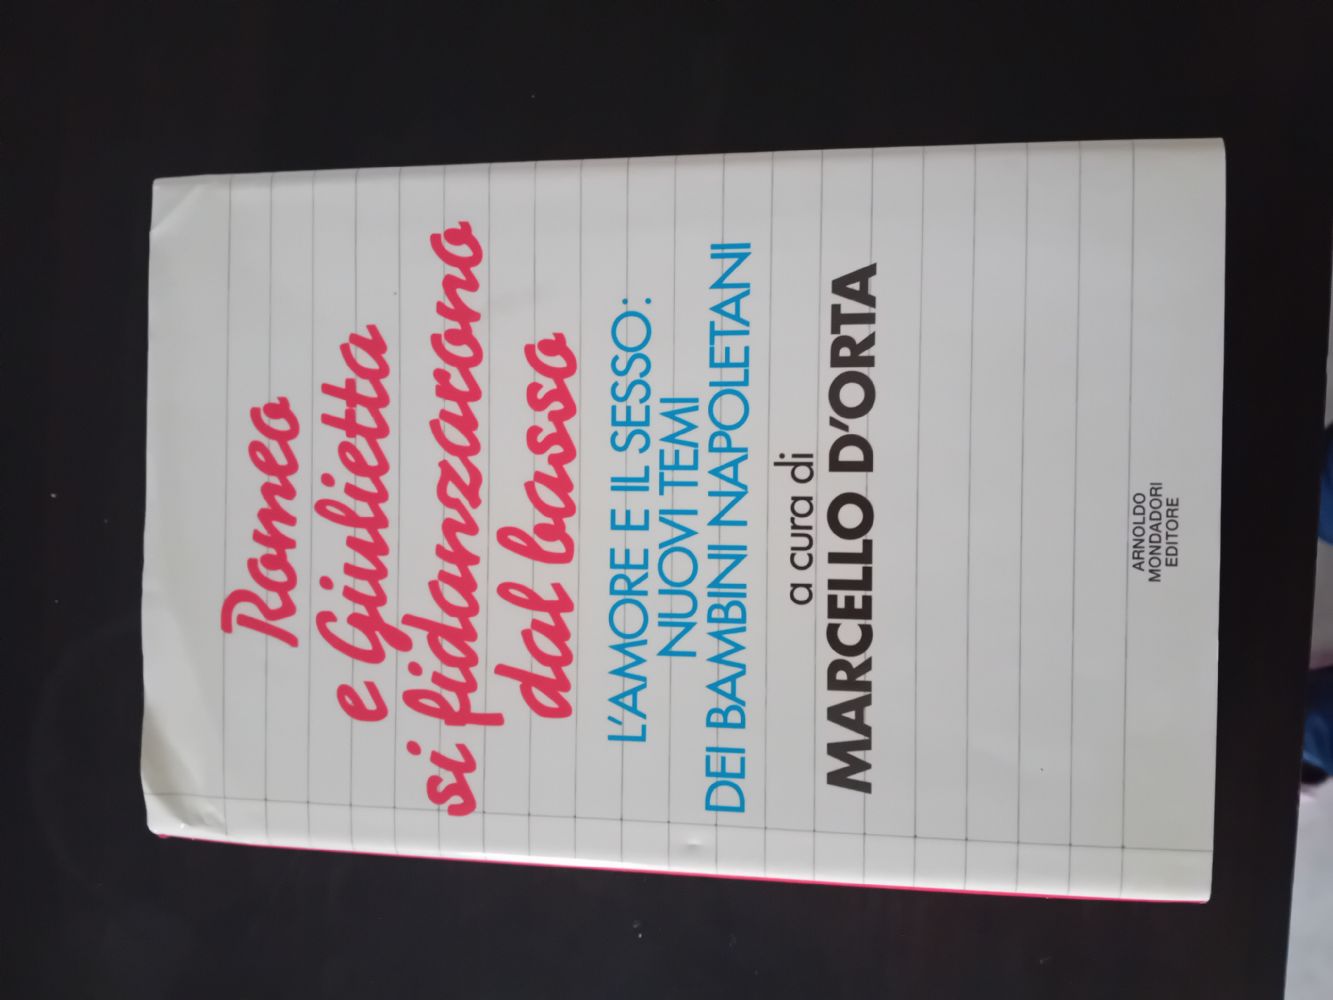 Romeo
e Giulietta
si fidanzarono
dal basso
L'AMORE E IL SESSO:
NUOVI TEMI
DEI BAMBINI NAPOLETANI
a cura di
MARCELLO D'ORTA
ARNOLDO
MONDADORI
EDITORE